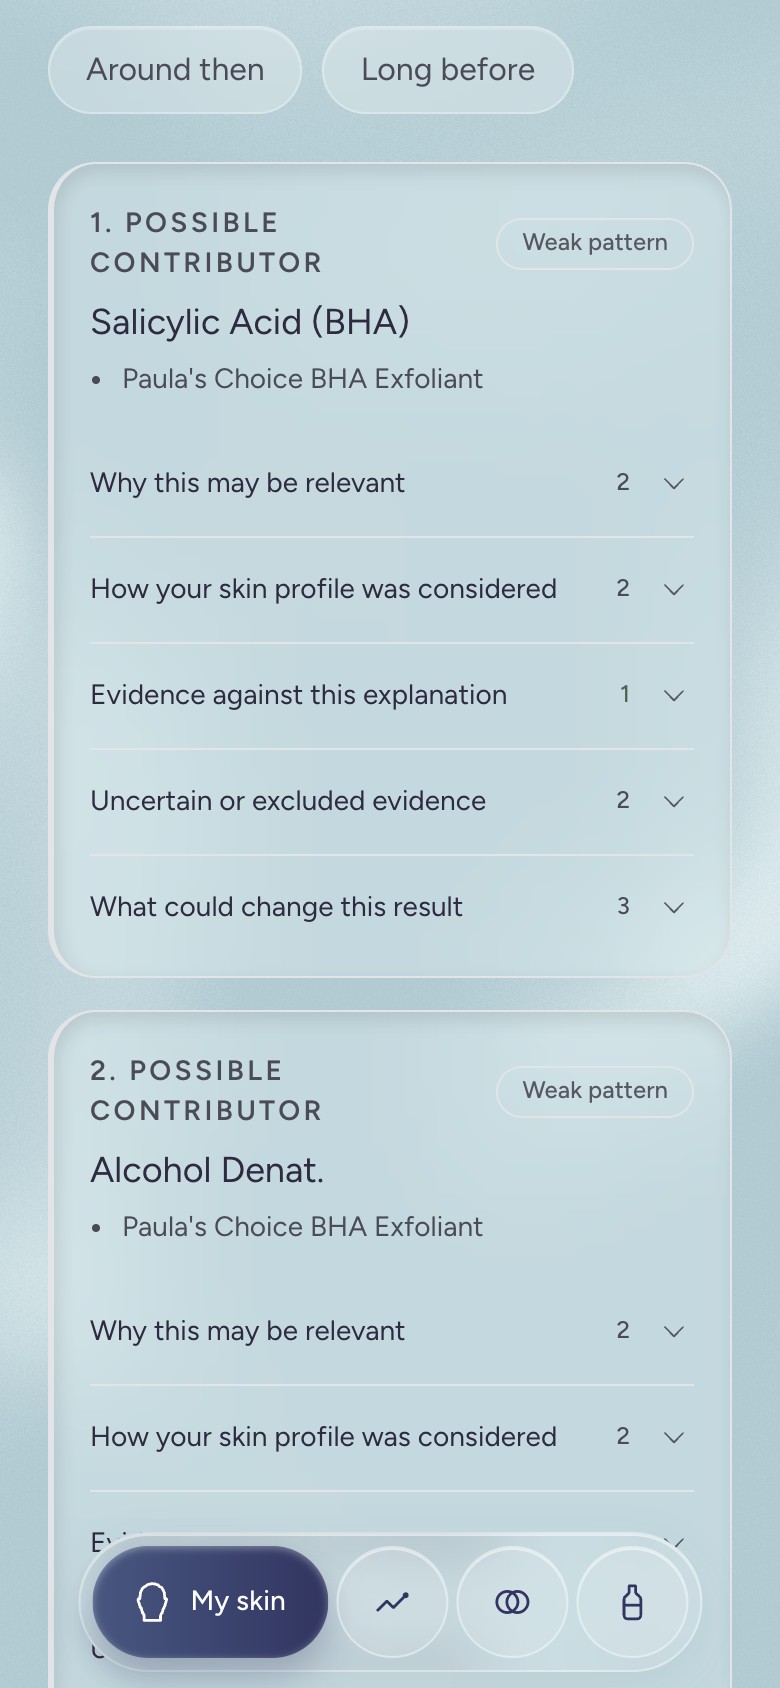 Around then
Long before
1. POSSIBLE
CONTRIBUTOR
Weak pattern
Salicylic Acid (BHA)
• Paula's Choice BHA Exfoliant
Why this may be relevant 2
How your skin profile was considered 2
Evidence against this explanation 1
Uncertain or excluded evidence 2
What could change this result 3
2. POSSIBLE
CONTRIBUTOR
Weak pattern
Alcohol Denat.
• Paula's Choice BHA Exfoliant
Why this may be relevant 2
How your skin profile was considered 2
My skin